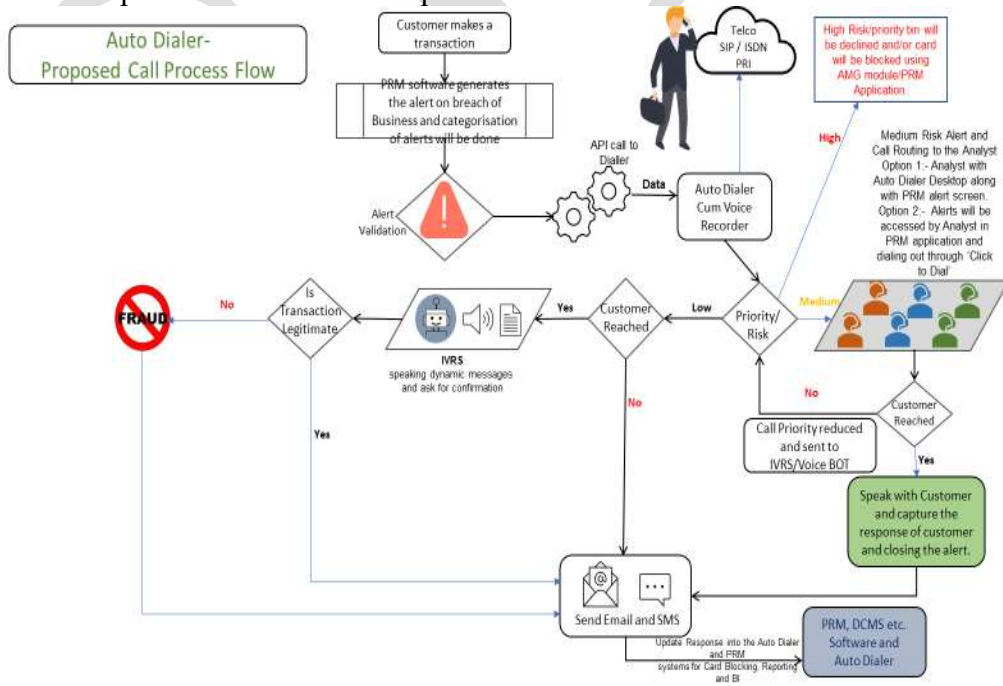 Auto Dialer-
Proposed Call Process Flow
Customer makes a
transaction
PRM software generates
the alert on breach of
Business and categorisation
of alerts will be done
Alert
Validation
API call to
Dialler
Data
Auto Dialer
Cum Voice
Recorder
Telco
SIP / ISDN
PRI
High Risk/priority txn will
be declined and/or card
will be blocked using
AMG module/PRM
Application
High
Medium Risk Alert and
Call Routing to the Analyst
Option 1:- Analyst with
Auto Dialer Desktop along
with PRM alert screen.
Option 2:- Alerts will be
accessed by Analyst in
PRM application and
dialing out through 'Click
to Dial'
Priority/
Risk
Medium
Low
Customer
Reached
Yes
IVRS
speaking dynamic messages
and ask for confirmation
Is
Transaction
Legitimate
No
FRAUD
Yes
No
No
Call Priority reduced
and sent to
IVRS/Voice BOT
Customer
Reached
Yes
Speak with Customer
and capture the
response of customer
and closing the alert.
@
Send Email and SMS
Update Response into the Auto Dialer
and PRM
systems for Card Blocking, Reporting
and BI
PRM, DCMS etc.
Software and
Auto Dialer